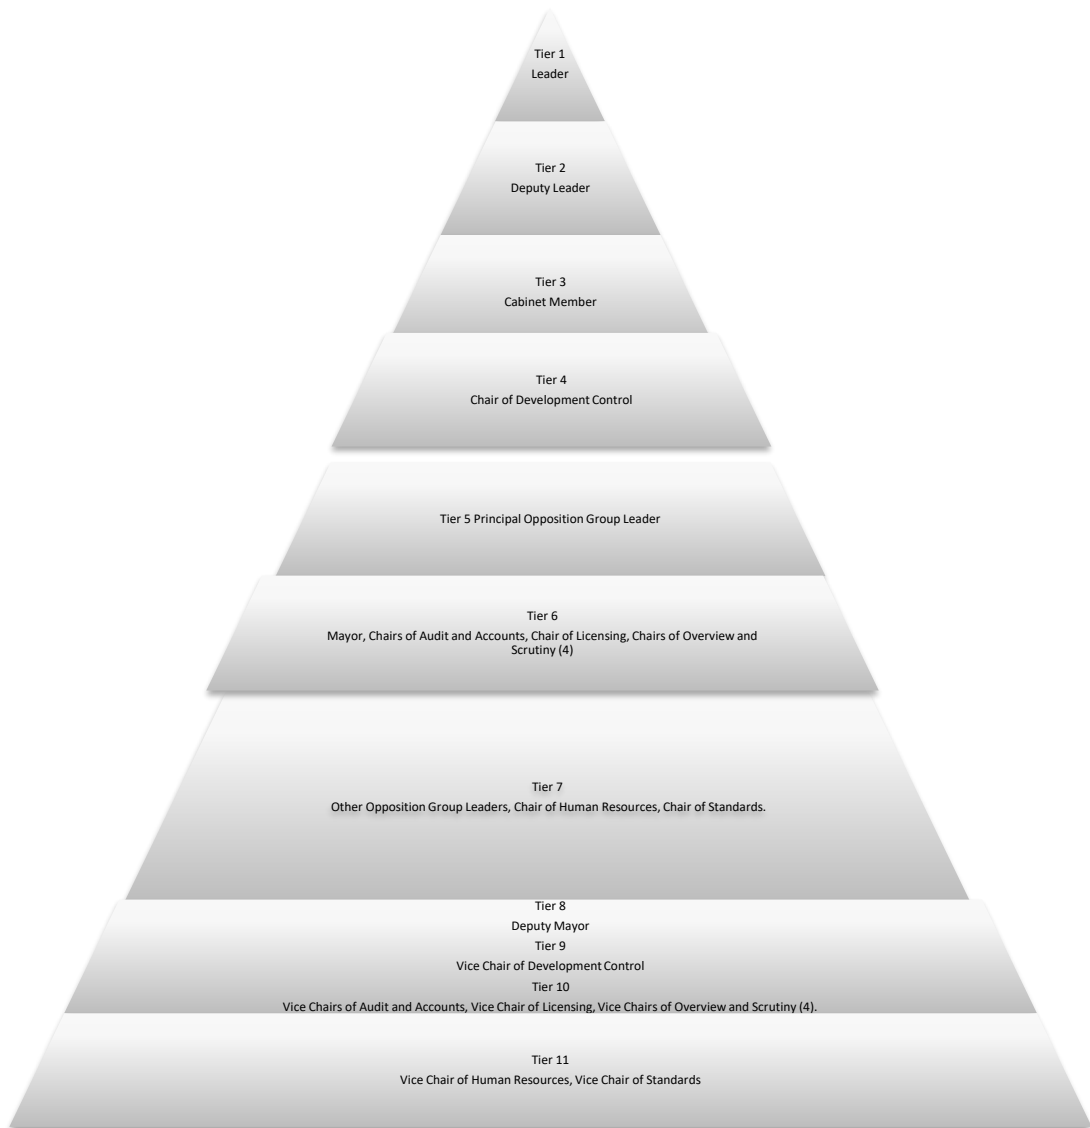 Tier 1
Leader
Tier 2
Deputy Leader
Tier 3
Cabinet Member
Tier 4
Chair of Development Control
Tier 5 Principal Opposition Group Leader
Tier 6
Mayor, Chairs of Audit and Accounts, Chair of Licensing, Chairs of Overview and
Scrutiny (4)
Tier 7
Other Opposition Group Leaders, Chair of Human Resources, Chair of Standards.
Tier 8
Deputy Mayor
Tier 9
Vice Chair of Development Control
Tier 10
Vice Chairs of Audit and Accounts, Vice Chair of Licensing, Vice Chairs of Overview and Scrutiny (4).
Tier 11
Vice Chair of Human Resources, Vice Chair of Standards